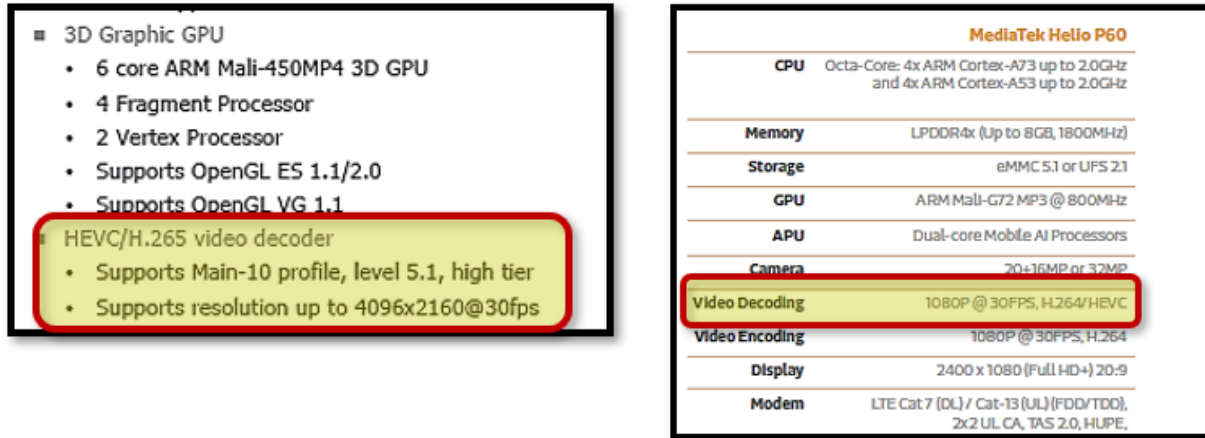 3D Graphic GPU
• 6 core ARM Mali-450MP4 3D GPU
• 4 Fragment Processor
• 2 Vertex Processor
• Supports OpenGL ES 1.1/2.0
• Supports OpenGL VG 1.1
HEVC/H.265 video decoder
• Supports Main-10 profile, level 5.1, high tier
• Supports resolution up to 4096x2160@30fps
MediaTek Helio P60
CPU Octa-Core: 4x ARM Cortex-A73 up to 2.0GHz
and 4x ARM Cortex-A53 up to 2.0GHz
Memory LPDDR4x (Up to 8GB, 1800MHz)
Storage eMMC 5.1 or UFS 2.1
GPU ARM Mali-G72 MP3 @ 800MHz
APU Dual-core Mobile AI Processors
Camera 20+16MP or 32MP
Video Decoding 1080P @ 30FPS, H.264/HEVC
Video Encoding 1080P @ 30FPS, H.264
Display 2400 x 1080 (Full HD+) 20:9
Modem LTE Cat 7 (DL) / Cat-13 (UL) (FDD/TDD),
2x2 UL CA, TAS 2.0, HUPE,